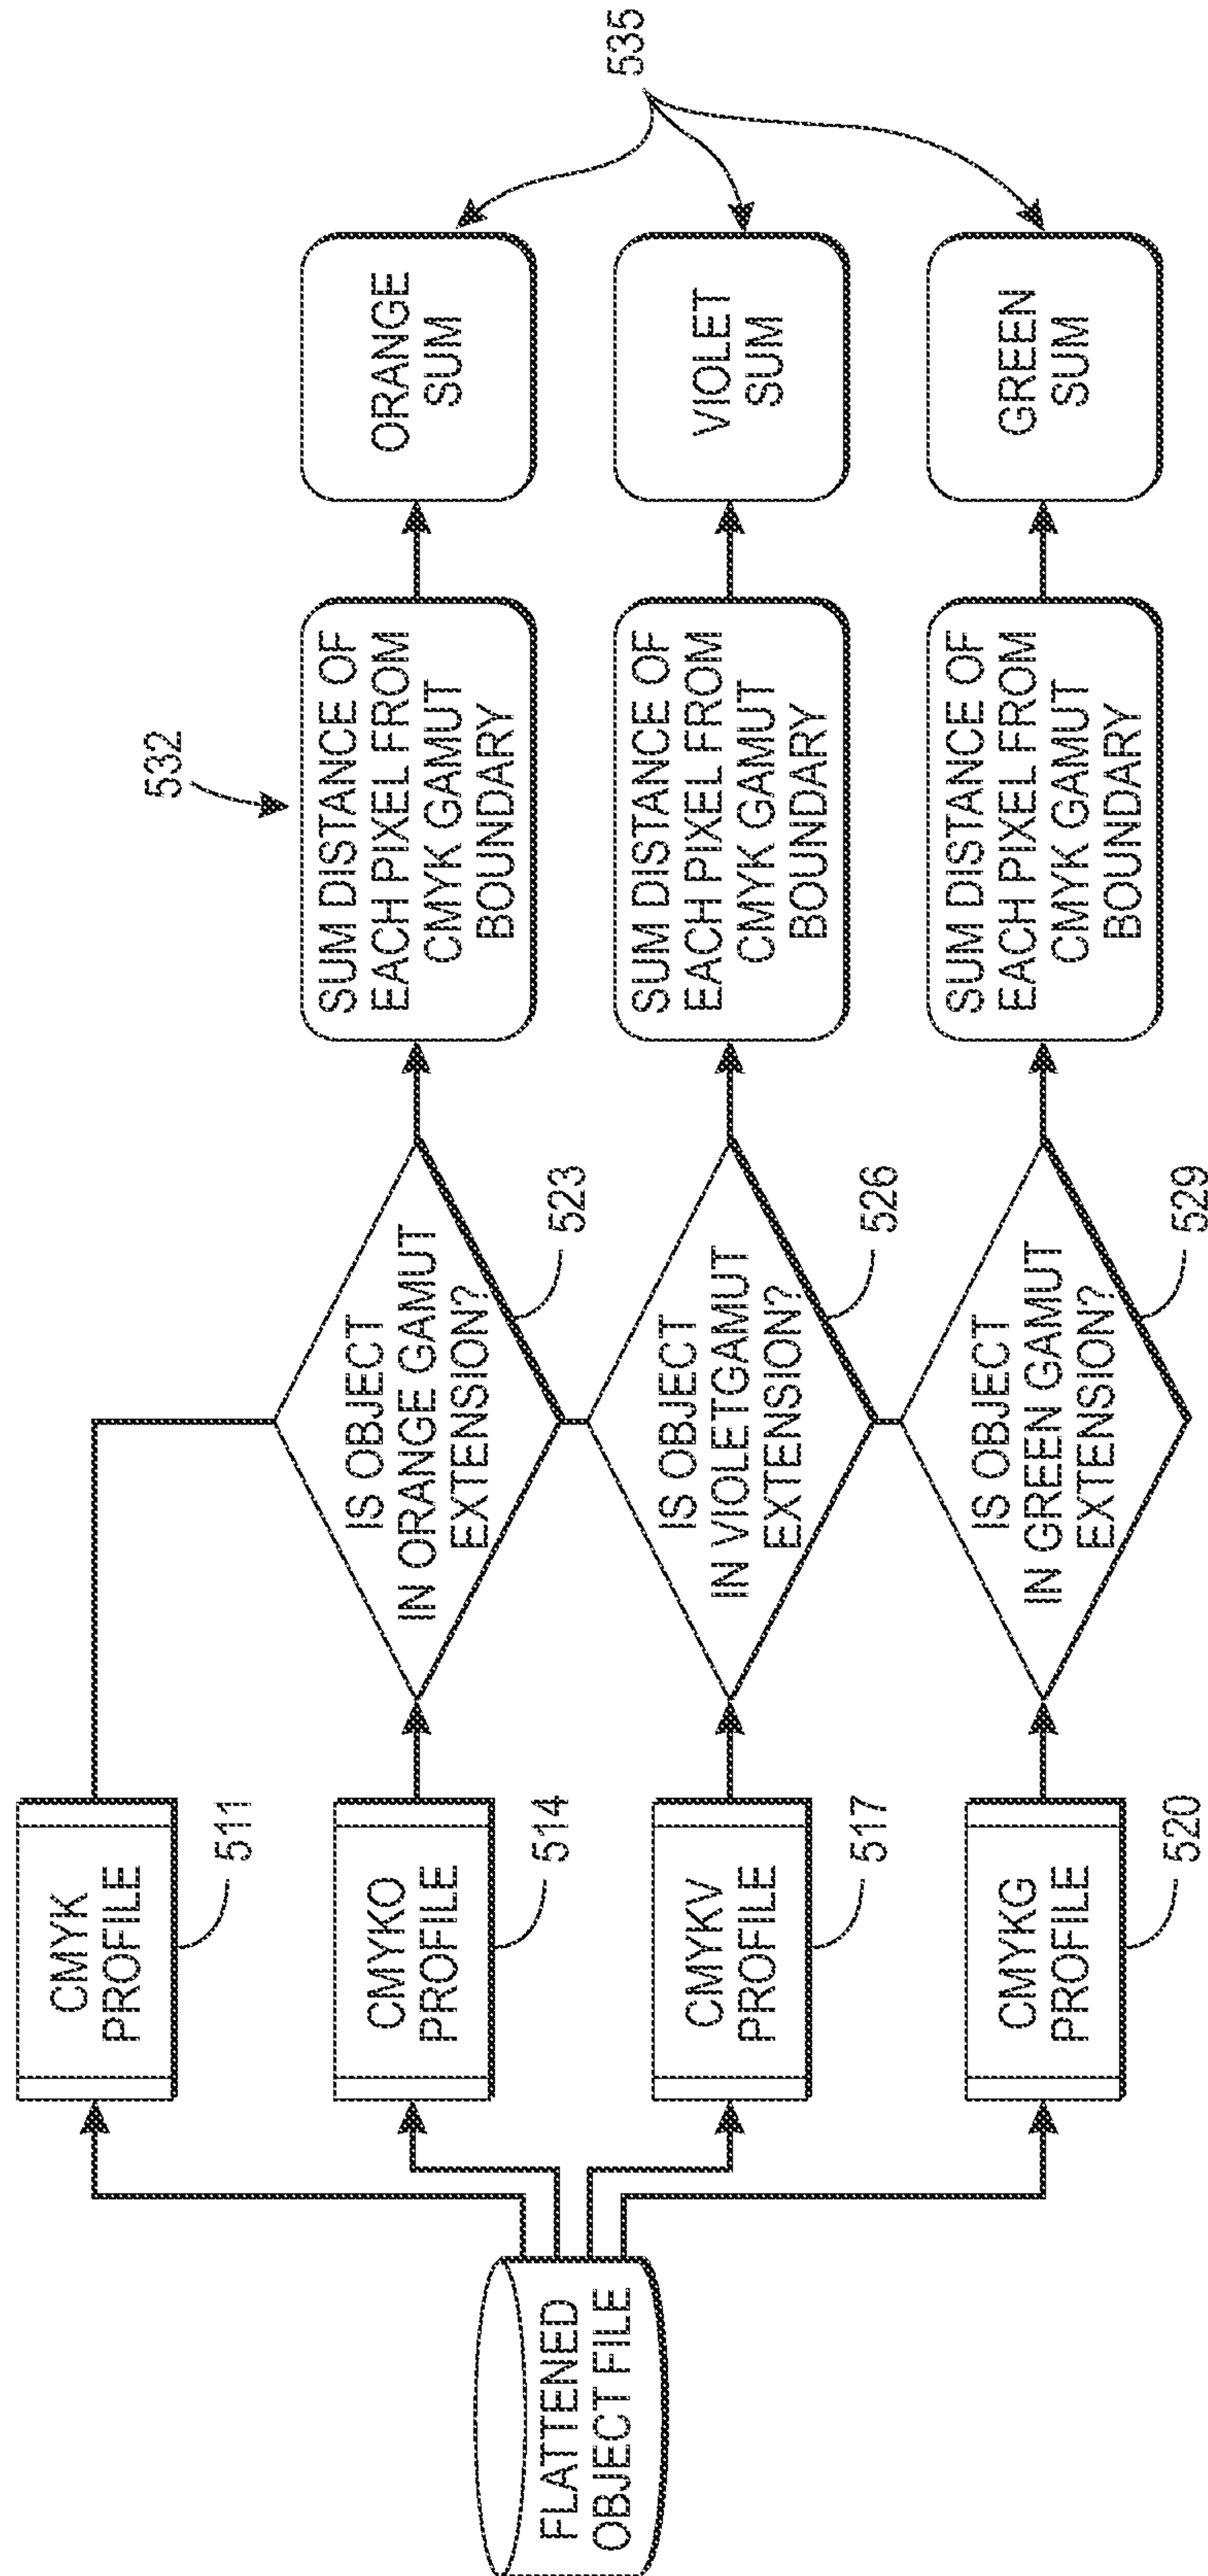 FLATTENED
OBJECT FILE
CMYK
PROFILE
511
CMYKO
PROFILE
514
CMYKV
PROFILE
517
CMYKG
PROFILE
520
IS OBJECT
IN ORANGE GAMUT
EXTENSION?
523
IS OBJECT
IN VIOLETGAMUT
EXTENSION?
526
IS OBJECT
IN GREEN GAMUT
EXTENSION?
529
532
SUM DISTANCE OF
EACH PIXEL FROM
CMYK GAMUT
BOUNDARY
SUM DISTANCE OF
EACH PIXEL FROM
CMYK GAMUT
BOUNDARY
SUM DISTANCE OF
EACH PIXEL FROM
CMYK GAMUT
BOUNDARY
ORANGE
SUM
VIOLET
SUM
GREEN
SUM
535